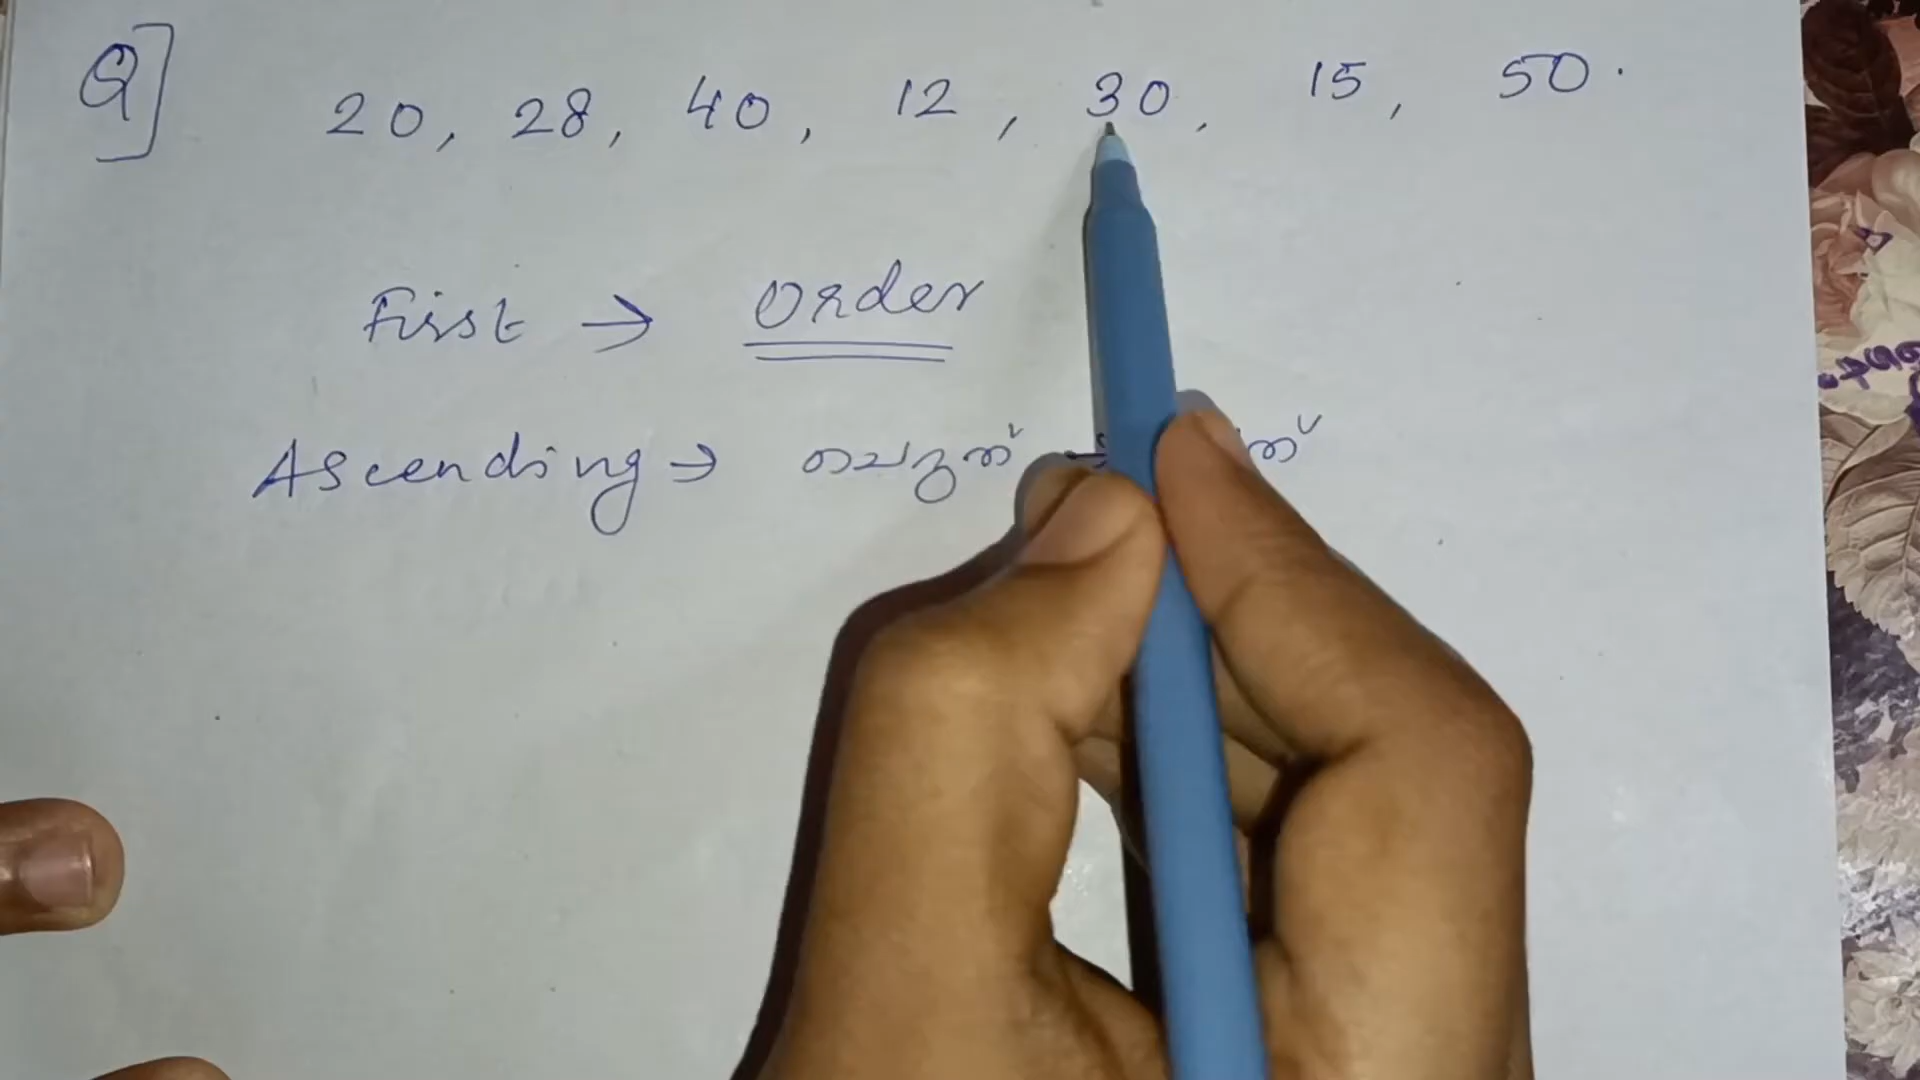 Q] 20, 28, 40, 12, 30, 15, 50.
First → Order
Ascending → ചെറുത്